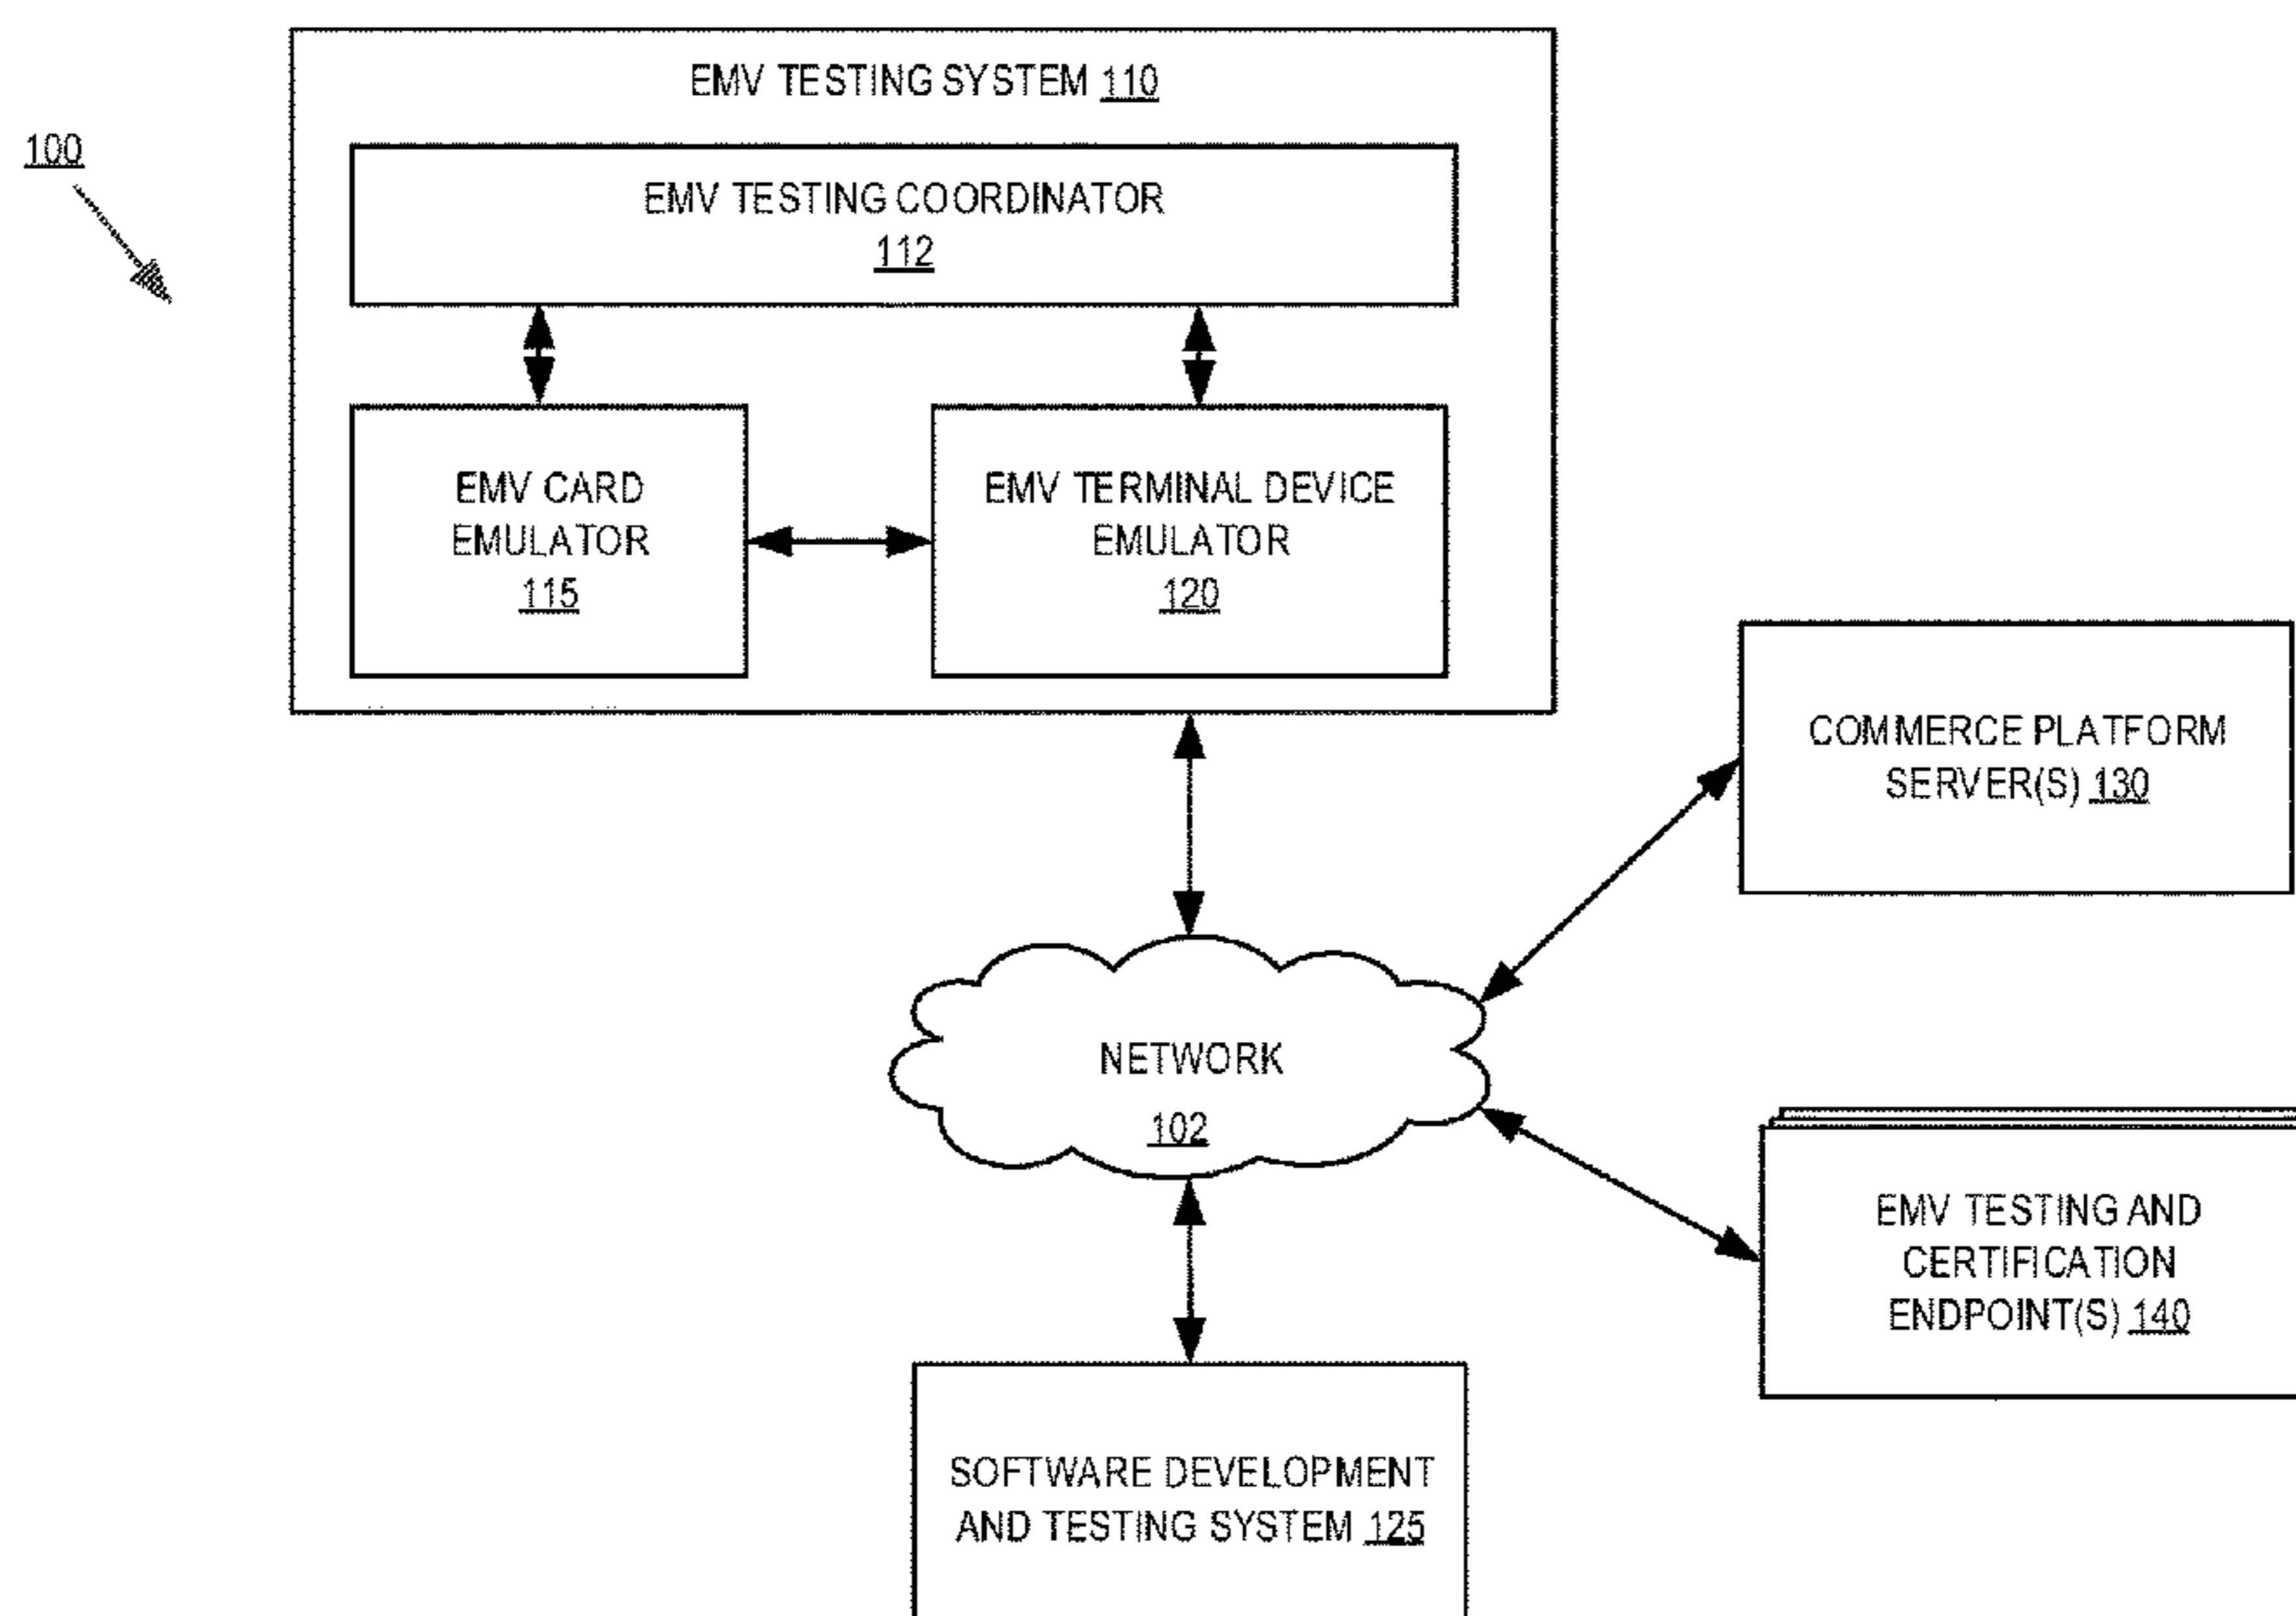 EMV TESTING SYSTEM 110
100
EMV TESTING COORDINATOR
112
EMV CARD
EMULATOR
115
EMV TERMINAL DEVICE
EMULATOR
120
COMMERCE PLATFORM
SERVER(S) 130
NETWORK
102
EMV TESTING AND
CERTIFICATION
ENDPOINT(S) 140
SOFTWARE DEVELOPMENT
AND TESTING SYSTEM 125